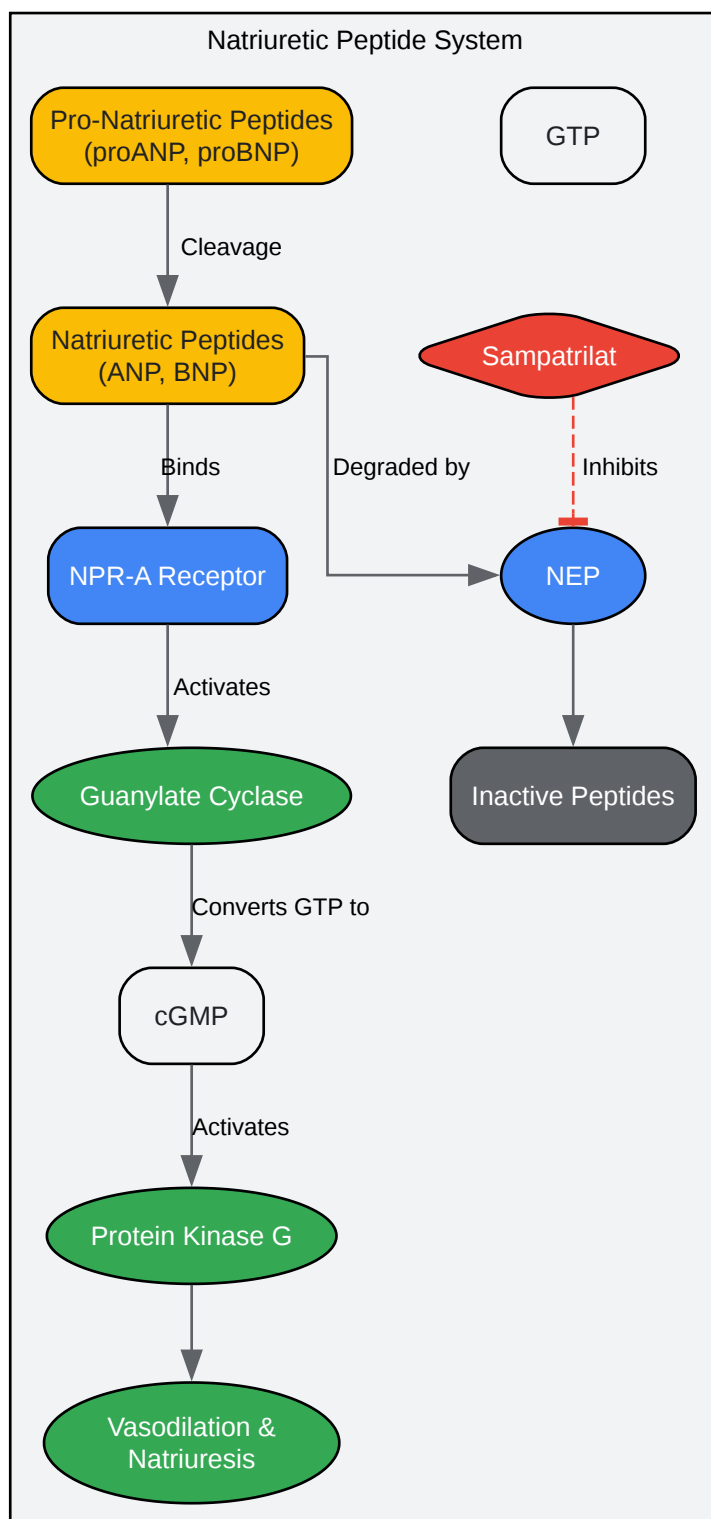 Natriuretic Peptide System
Pro-Natriuretic Peptides
(proANP, proBNP)
GTP
Cleavage
Natriuretic Peptides
(ANP, BNP)
Sampatrilat
Binds
Degraded by
Inhibits
NPR-A Receptor
NEP
Activates
Guanylate Cyclase
Inactive Peptides
Converts GTP to
cGMP
Activates
Protein Kinase G
Vasodilation &
Natriuresis